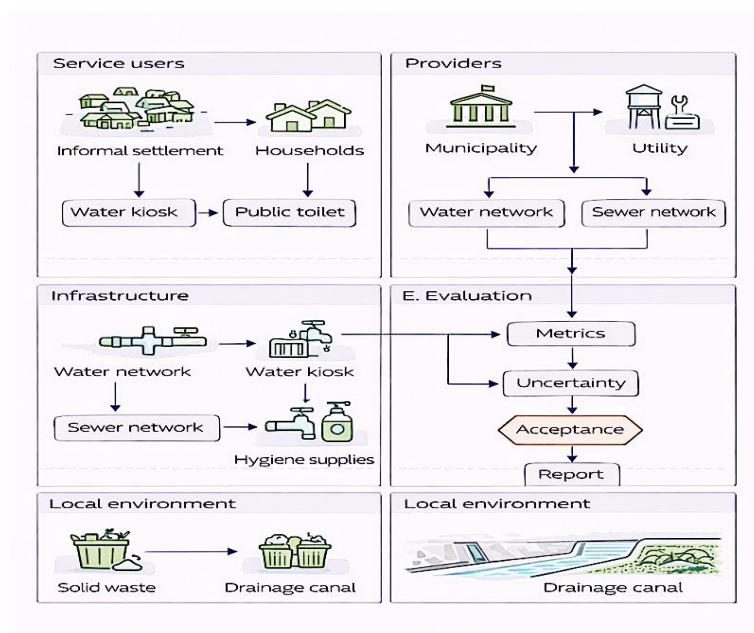 Service users
Informal settlement
Households
Water kiosk
Public toilet
Providers
Municipality
Utility
Water network
Sewer network
Infrastructure
Water network
Water kiosk
Sewer network
Hygiene supplies
E. Evaluation
Metrics
Uncertainty
Acceptance
Report
Local environment
Solid waste
Drainage canal
Local environment
Drainage canal